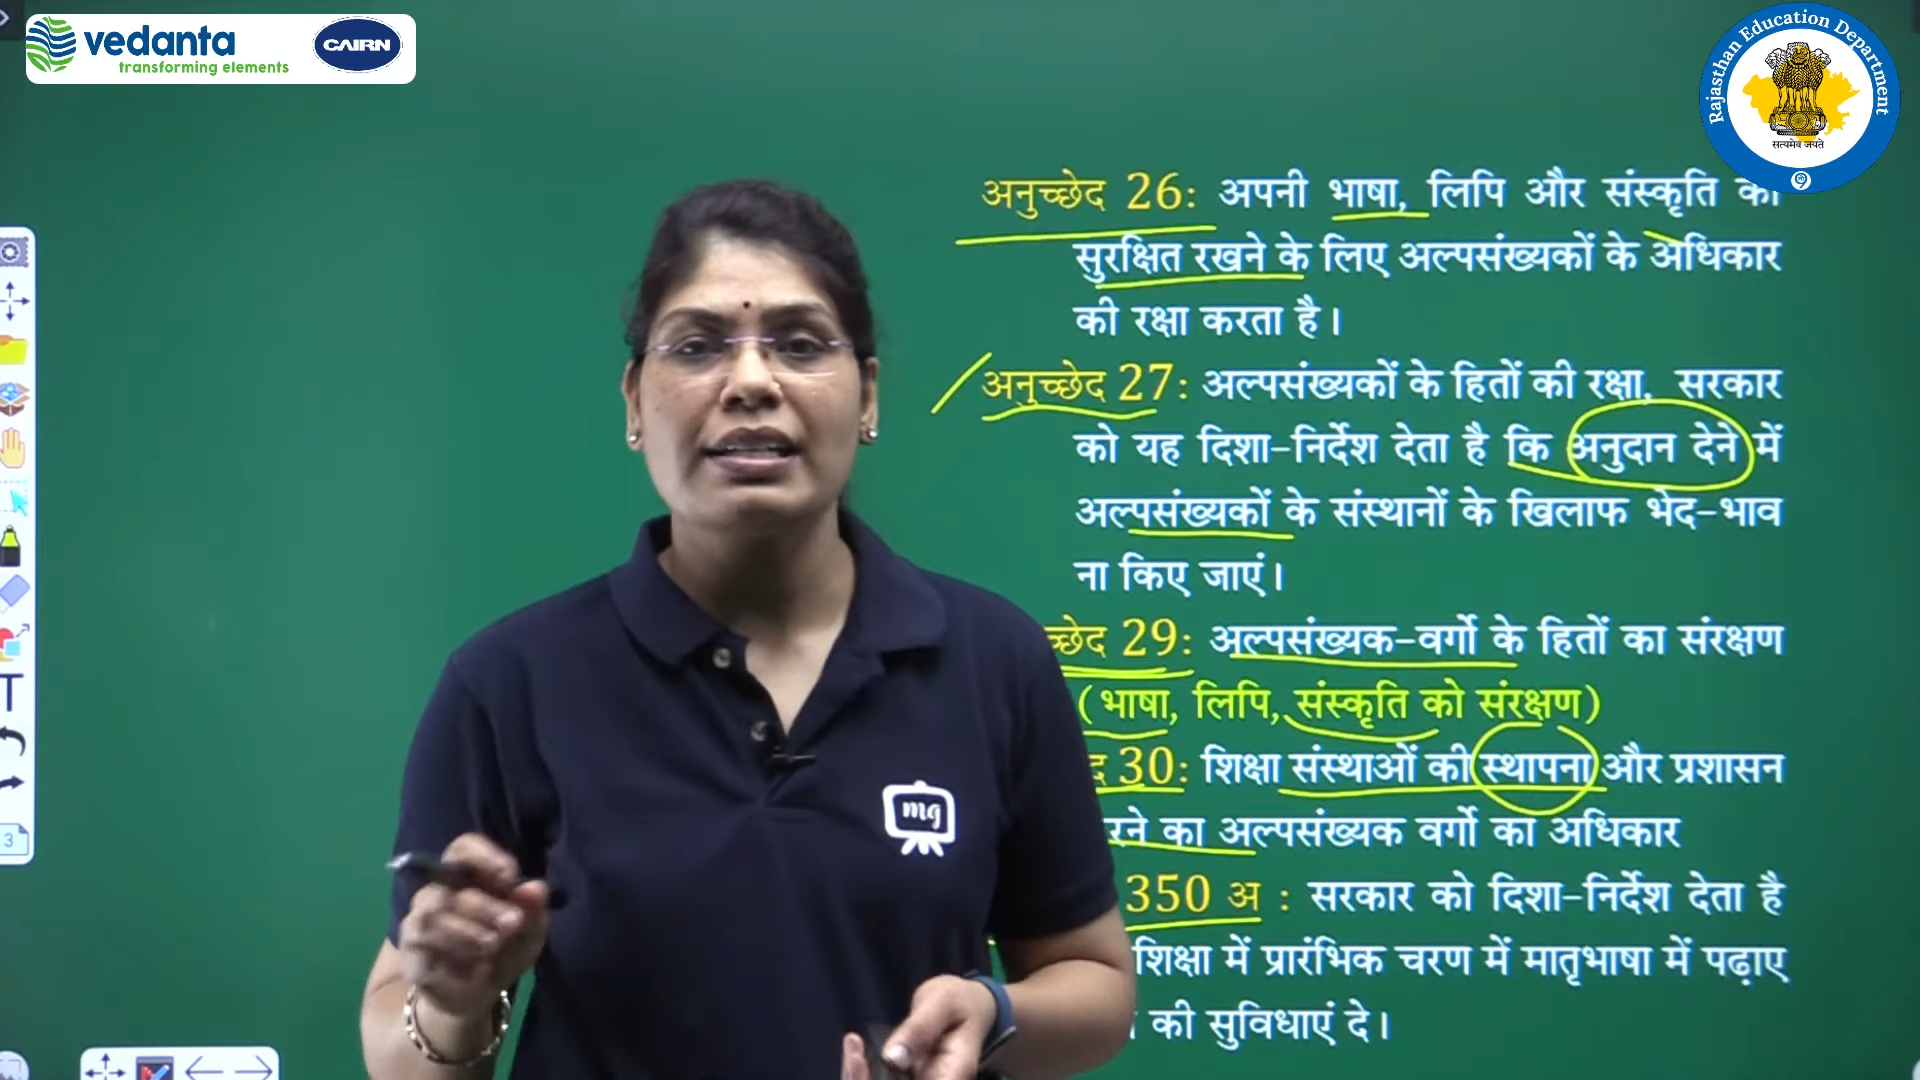 vedanta
transforming elements
CAIRN
Rajasthan Education Department
सत्यमेव जयते
अनुच्छेद 26: अपनी भाषा, लिपि और संस्कृति को
सुरक्षित रखने के लिए अल्पसंख्यकों के अधिकार
की रक्षा करता है।
अनुच्छेद 27: अल्पसंख्यकों के हितों की रक्षा, सरकार
को यह दिशा-निर्देश देता है कि अनुदान देने में
अल्पसंख्यकों के संस्थानों के खिलाफ भेद-भाव
ना किए जाएं।
च्छेद 29: अल्पसंख्यक-वर्गो के हितों का संरक्षण
(भाषा, लिपि, संस्कृति को संरक्षण)
द 30: शिक्षा संस्थाओं की स्थापना और प्रशासन
रने का अल्पसंख्यक वर्गो का अधिकार
350 अ : सरकार को दिशा-निर्देश देता है
शिक्षा में प्रारंभिक चरण में मातृभाषा में पढ़ाए
की सुविधाएं दे।
mg
T
3